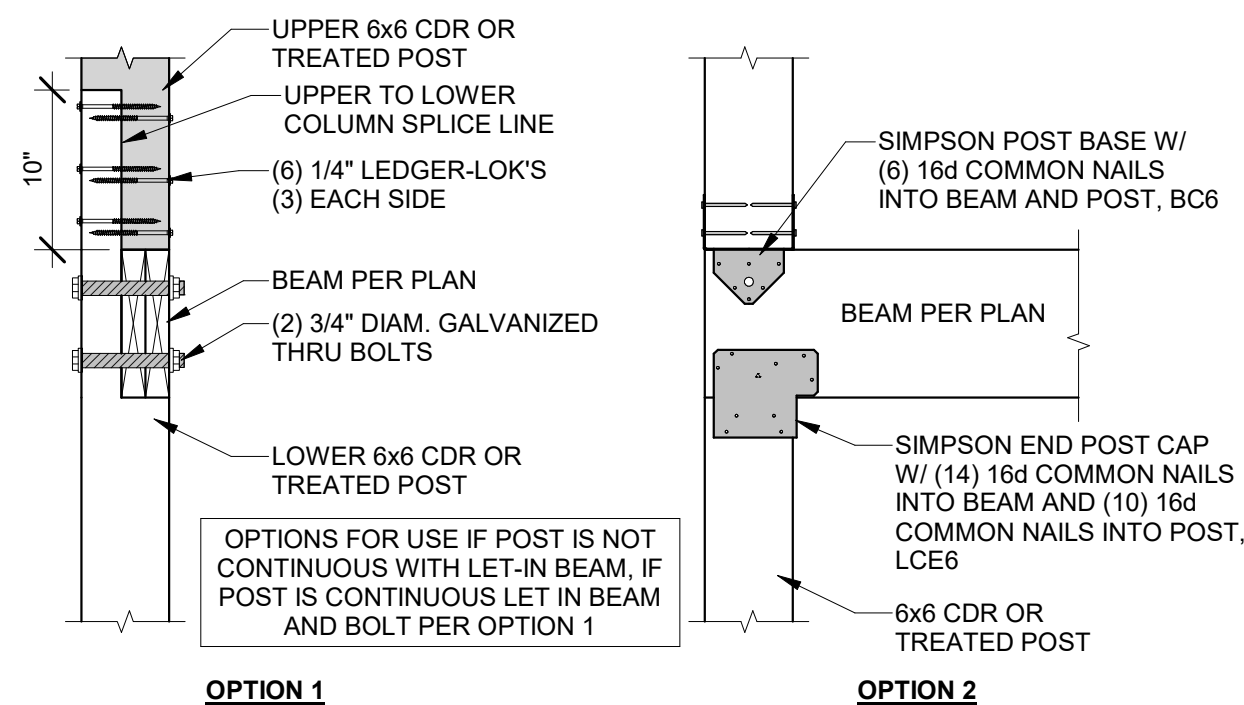 UPPER 6x6 CDR OR
TREATED POST
UPPER TO LOWER
COLUMN SPLICE LINE
10"
(6) 1/4" LEDGER-LOK'S
(3) EACH SIDE
BEAM PER PLAN
(2) 3/4" DIAM. GALVANIZED
THRU BOLTS
LOWER 6x6 CDR OR
TREATED POST
OPTIONS FOR USE IF POST IS NOT
CONTINUOUS WITH LET-IN BEAM, IF
POST IS CONTINUOUS LET IN BEAM
AND BOLT PER OPTION 1
OPTION 1
SIMPSON POST BASE W/
(6) 16d COMMON NAILS
INTO BEAM AND POST, BC6
BEAM PER PLAN
SIMPSON END POST CAP
W/ (14) 16d COMMON NAILS
INTO BEAM AND (10) 16d
COMMON NAILS INTO POST,
LCE6
6x6 CDR OR
TREATED POST
OPTION 2